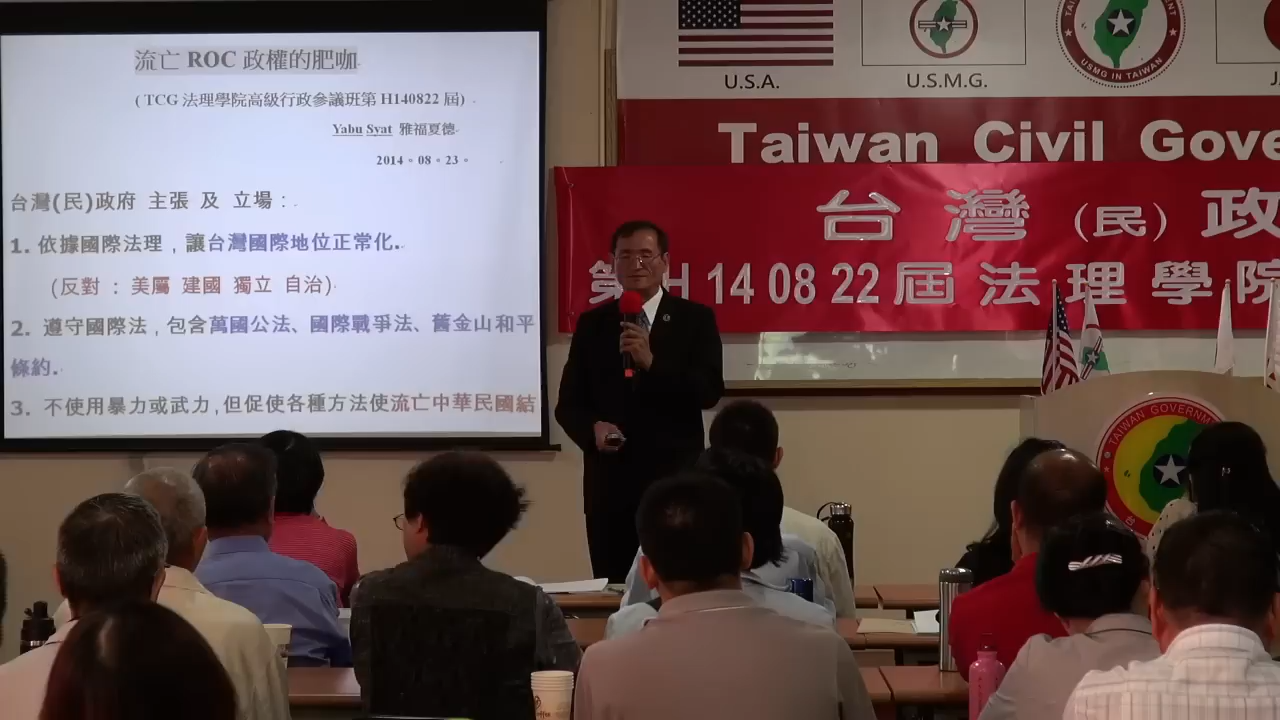 流亡 ROC 政權的肥咖
( TCG 法理學院高級行政參議班第 H140822 屆)
Yabu Syat 雅福夏德
2014。08。23。
台灣(民)政府 主張 及 立場：
1. 依據國際法理，讓台灣國際地位正常化.
(反對 : 美屬 建國 獨立 自治)
2. 遵守國際法，包含萬國公法、國際戰爭法、舊金山和平
條約.
3. 不使用暴力或武力,但促使各種方法使流亡中華民國結
U.S.A.
U.S.M.G.
USMG IN TAIWAN
J
Taiwan Civil Gove
台灣（民）政
第 H 14 08 22 屆 法 理 學 院
TAIWAN GOVERNMENT